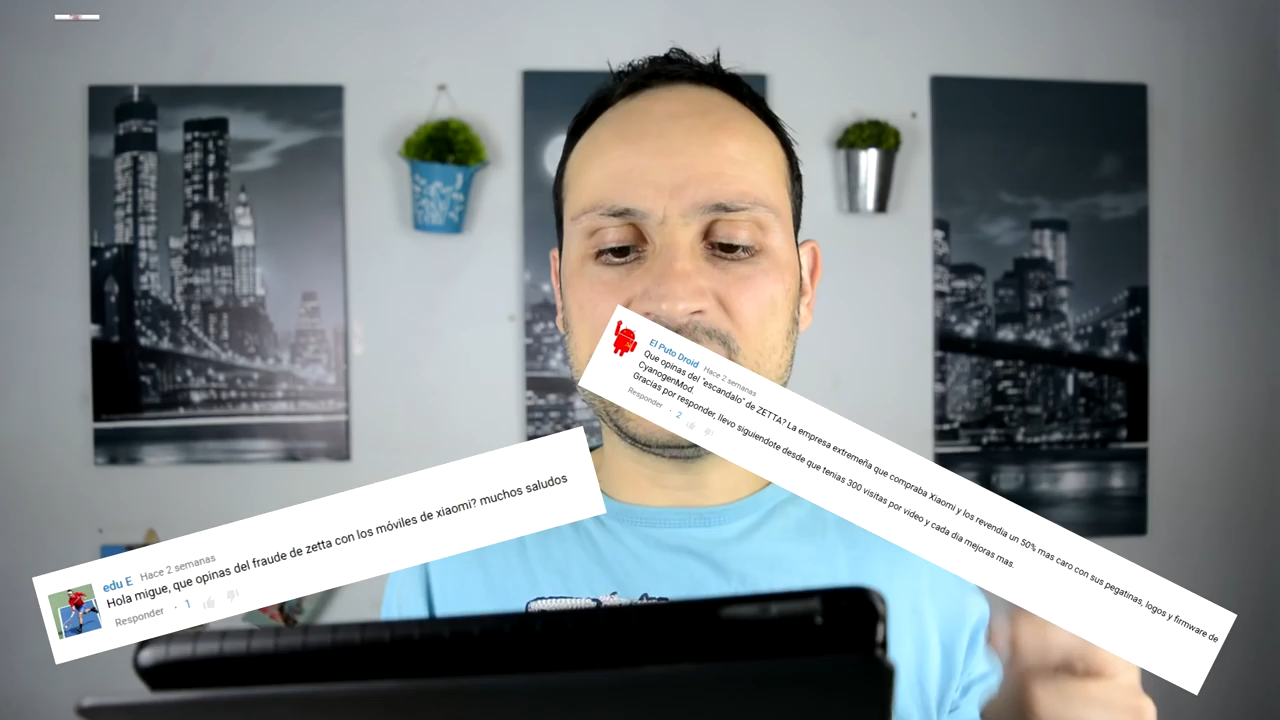 edu E Hace 2 semanas
Hola migue, que opinas del fraude de zetta con los móviles de xiaomi? muchos saludos
Responder · 1
El Puto Droid Hace 2 semanas
Que opinas del "escandalo" de ZETTA? La empresa extremeña que compraba Xiaomi y los revendia un 50% mas caro con sus pegatinas, logos y firmware de
CyanogenMod.
Gracias por responder, llevo siguiendote desde que tenias 300 visitas por video y cada dia mejoras mas.
Responder · 2